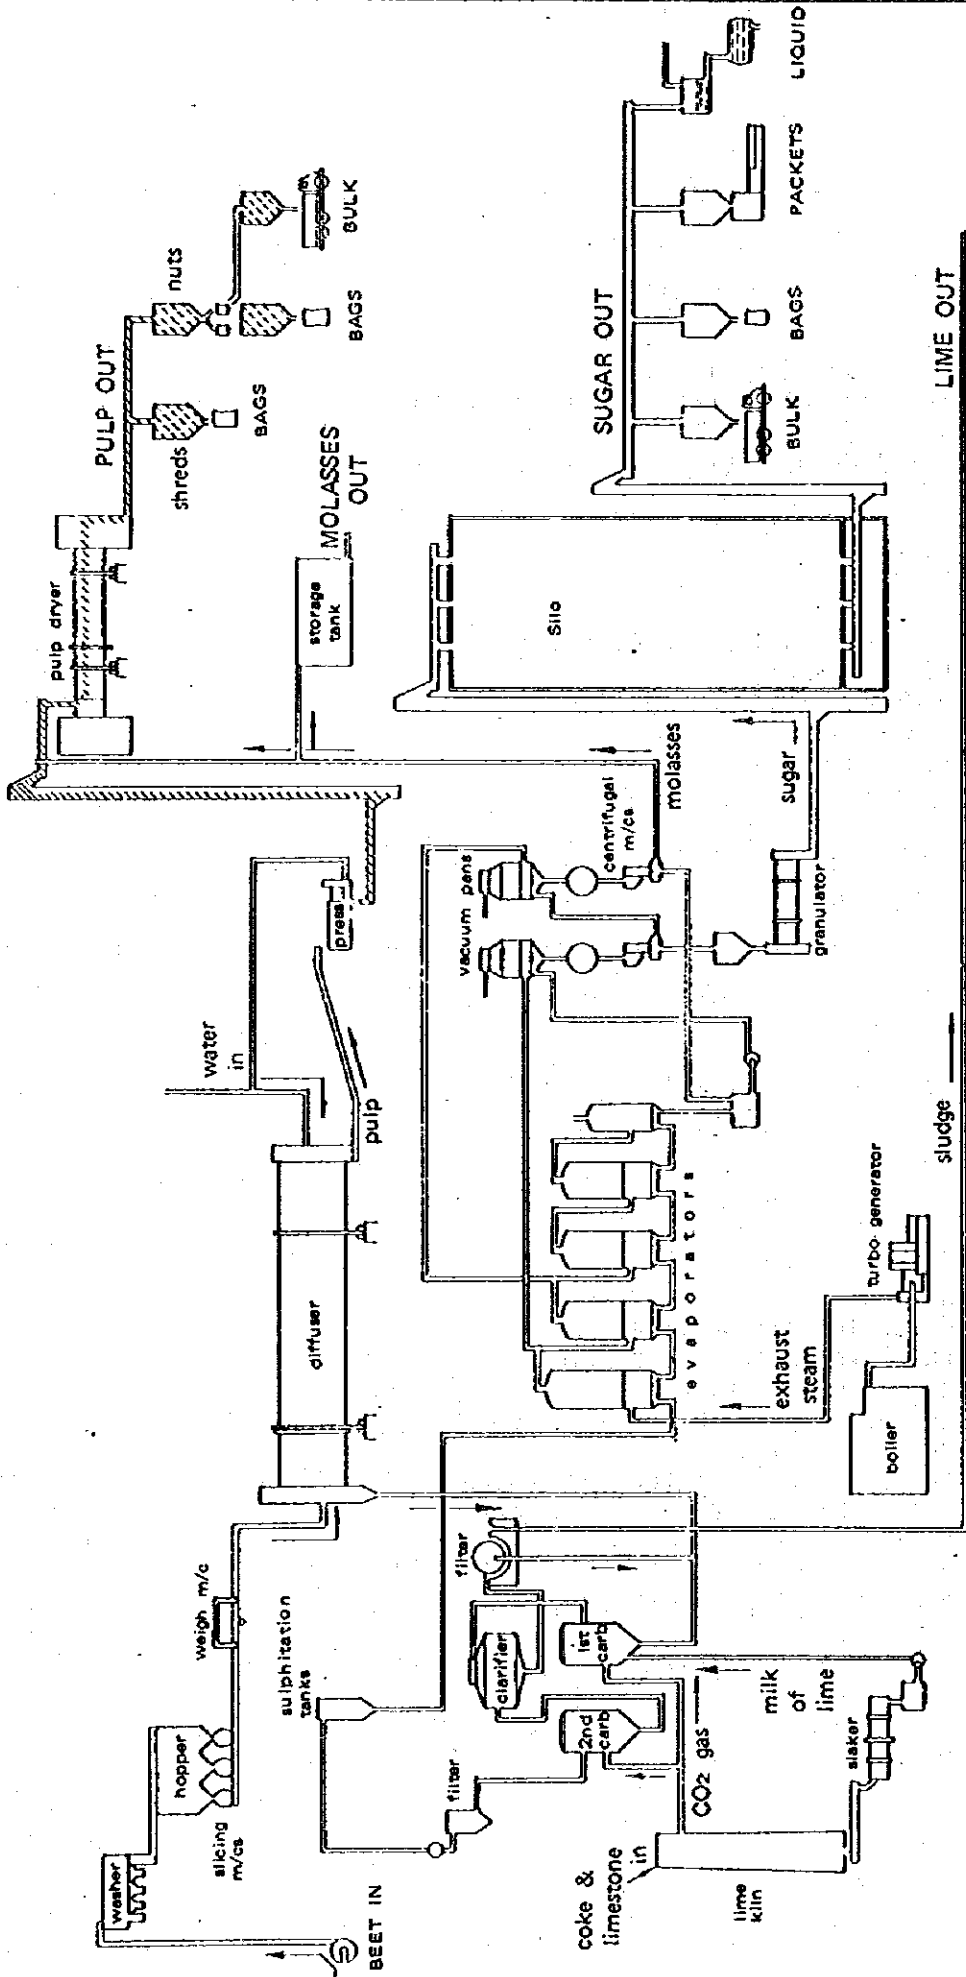 BEET IN
washer
hopper
slicing
m/cs
weigh m/c
diffuser
water
in
pulp
press
pulp dryer
PULP OUT
shreds
BAGS
nuts
BAGS
BULK
MOLASSES
OUT
storage
tank
sulphitation
tanks
filter
clarifier
filter
2nd
carb
1st
carb
coke &
limestone
in
lime
kiln
CO2 gas
milk
of
lime
slaker
evaporators
exhaust
steam
boiler
turbo generator
vacuum pans
centrifugal
m/cs
molasses
sugar
granulator
Silo
SUGAR OUT
BULK
BAGS
PACKETS
LIQUID
sludge
LIME OUT